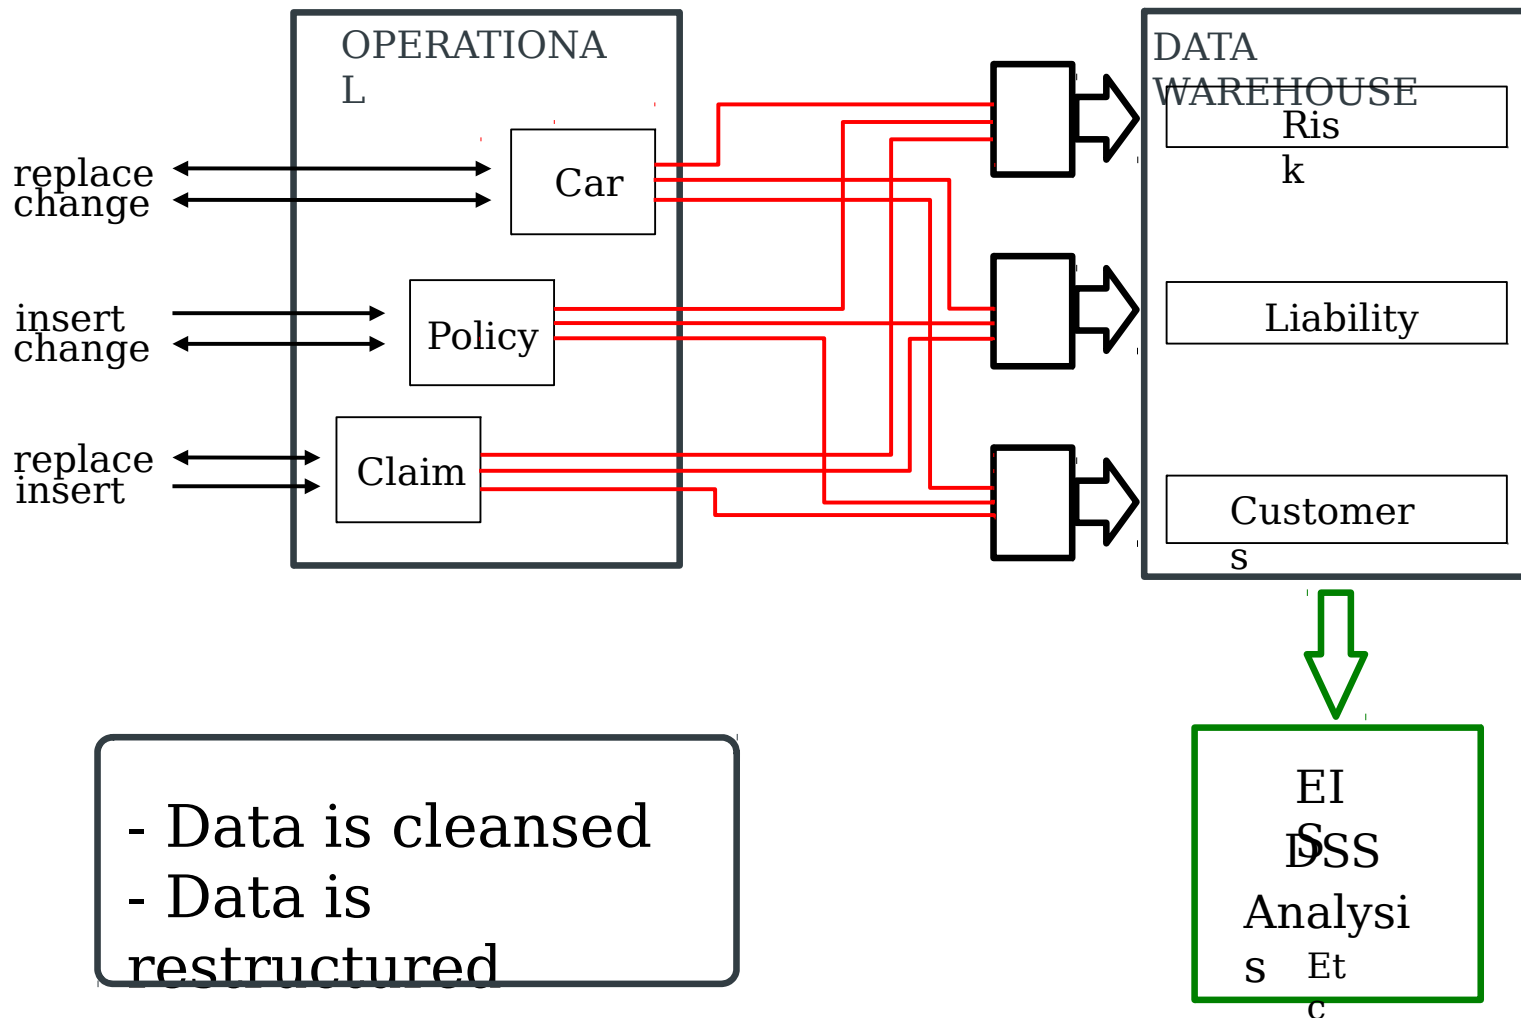 OPERATIONA
L
DATA
WAREHOUSE
replace
change
Car
Ris
k
insert
change
Policy
Liability
replace
insert
Claim
Customer
s
- Data is cleansed
- Data is
restructured
EI
S
DSS
Analysi
s
Et
c